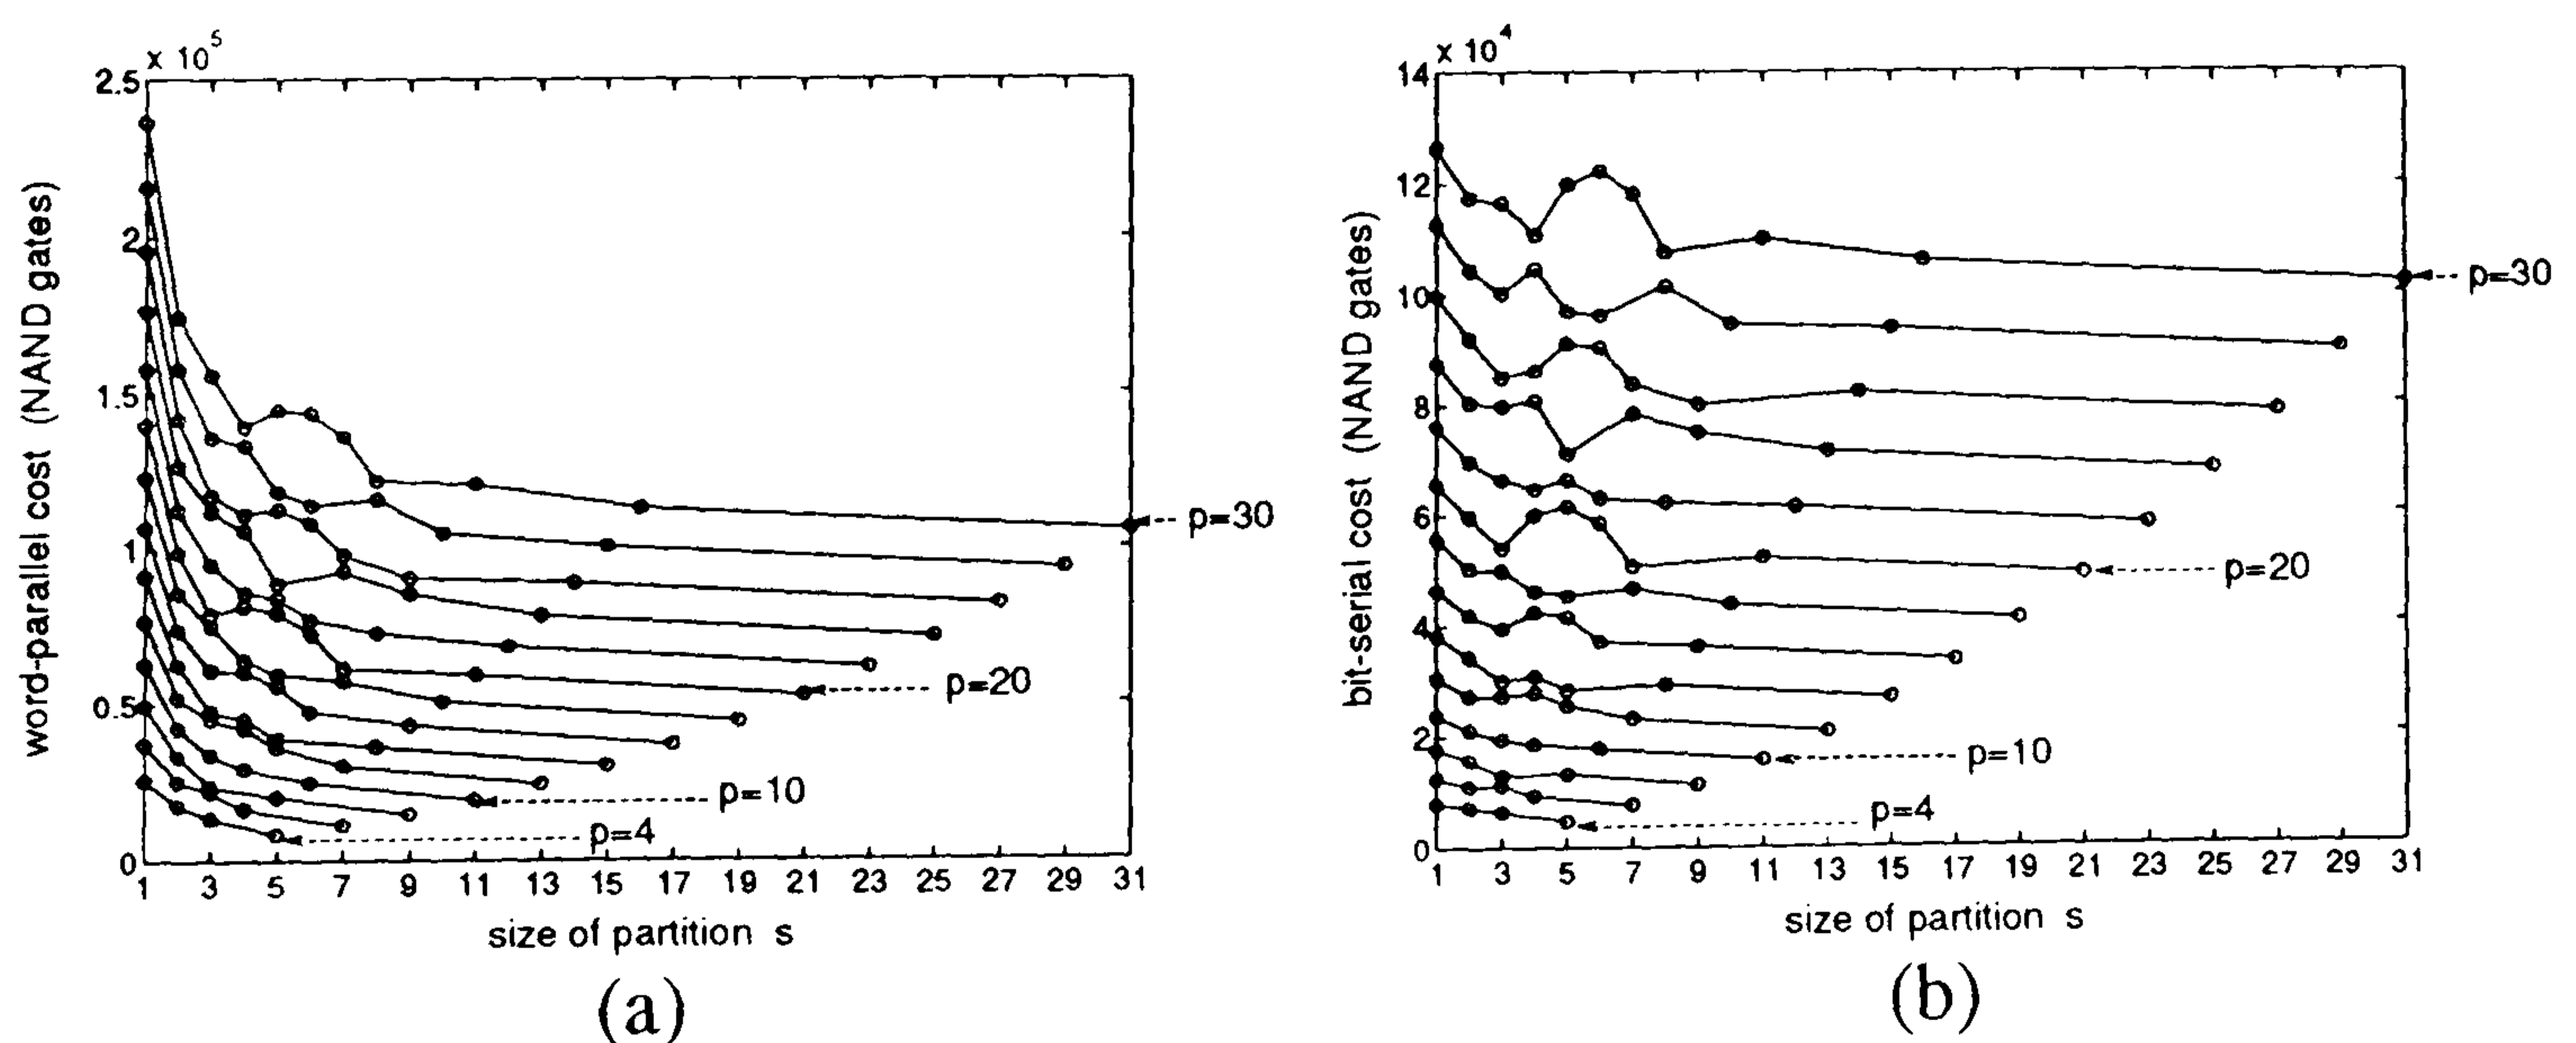 x 10^5
2.5
2
1.5
1
0.5
0
word-parallel cost (NAND gates)
p=30
p=20
p=10
p=4
1 3 5 7 9 11 13 15 17 19 21 23 25 27 29 31
size of partition s
(a)
x 10^4
14
12
10
8
6
4
2
0
bit-serial cost (NAND gates)
p=30
p=20
p=10
p=4
1 3 5 7 9 11 13 15 17 19 21 23 25 27 29 31
size of partition s
(b)